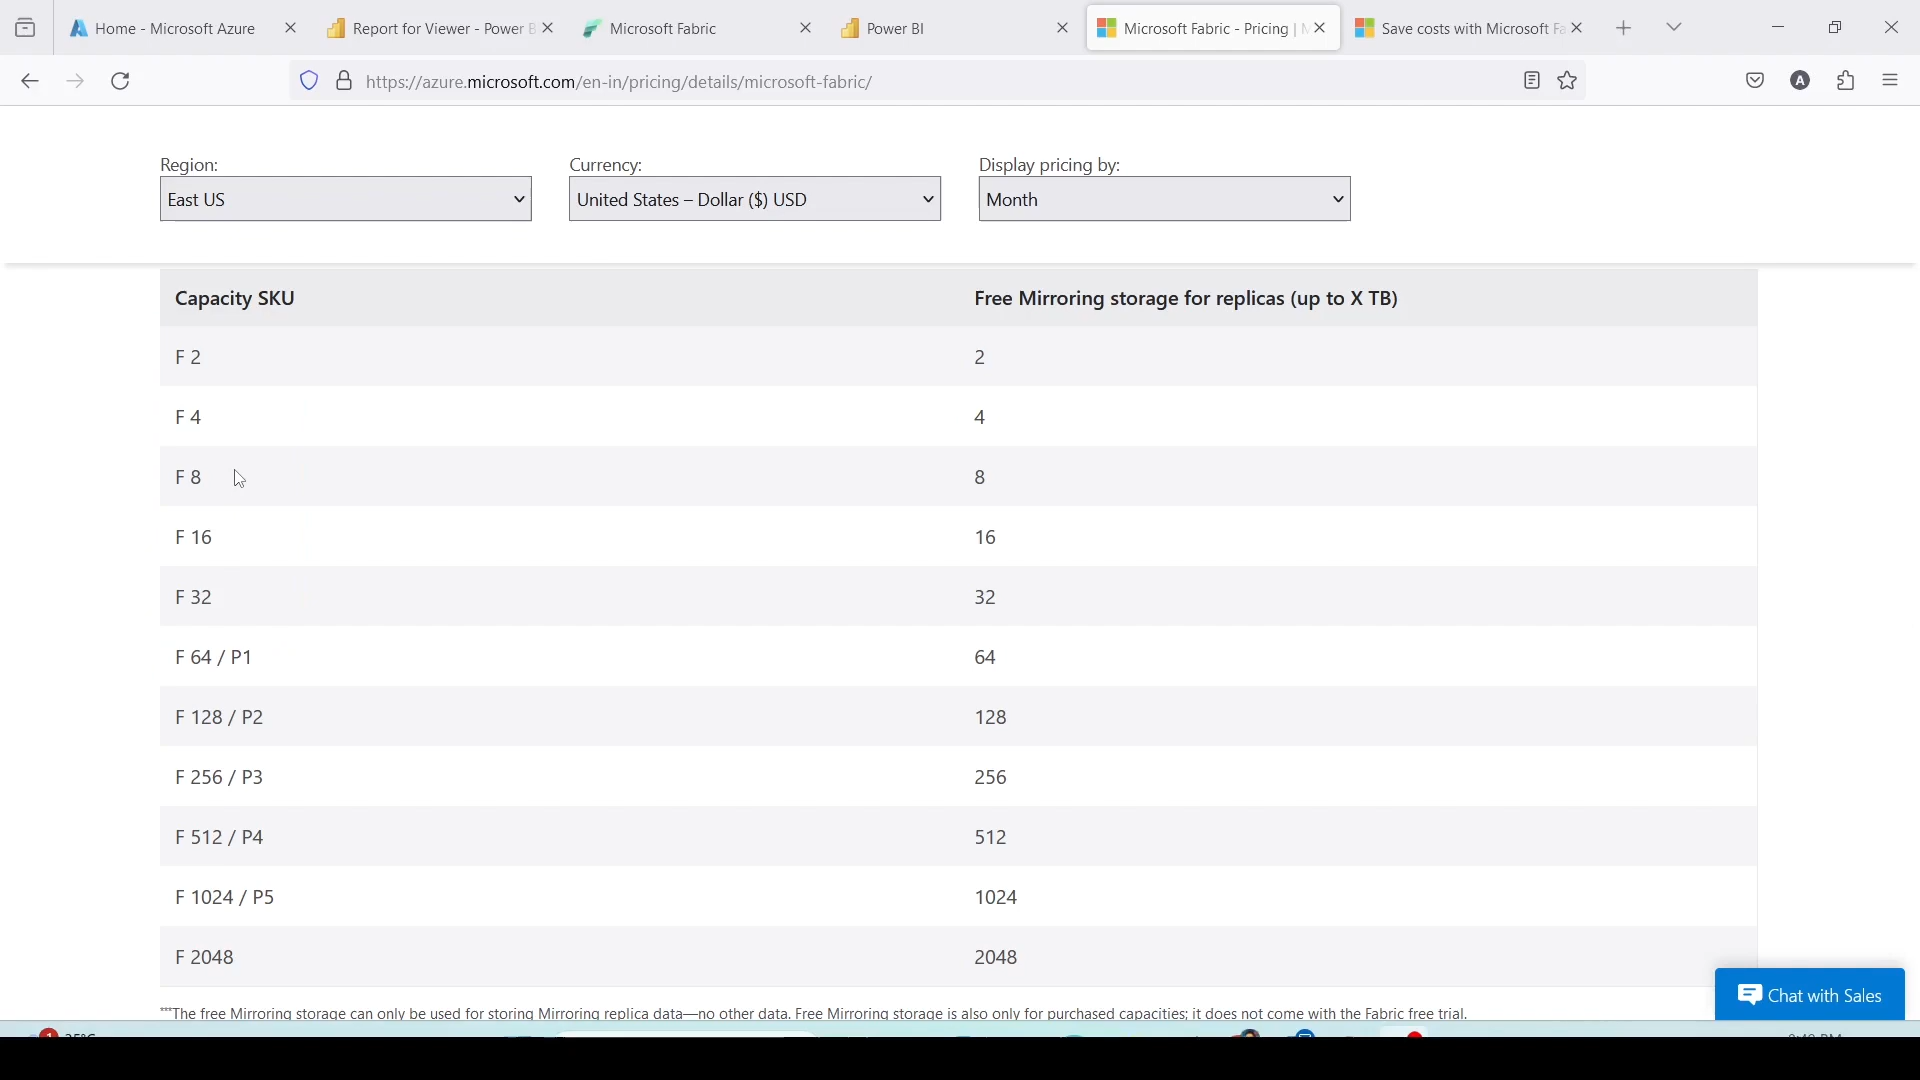 Home - Microsoft Azure
Report for Viewer - Power B
Microsoft Fabric
Power BI
Microsoft Fabric - Pricing | M
Save costs with Microsoft Fa
https://azure.microsoft.com/en-in/pricing/details/microsoft-fabric/
A
Region: Currency: Display pricing by:
East US United States – Dollar ($) USD Month
Capacity SKU Free Mirroring storage for replicas (up to X TB)
F 2 2
F 4 4
F 8 8
F 16 16
F 32 32
F 64 / P1 64
F 128 / P2 128
F 256 / P3 256
F 512 / P4 512
F 1024 / P5 1024
F 2048 2048
Chat with Sales
***The free Mirroring storage can only be used for storing Mirroring replica data—no other data. Free Mirroring storage is also only for purchased capacities; it does not come with the Fabric free trial.